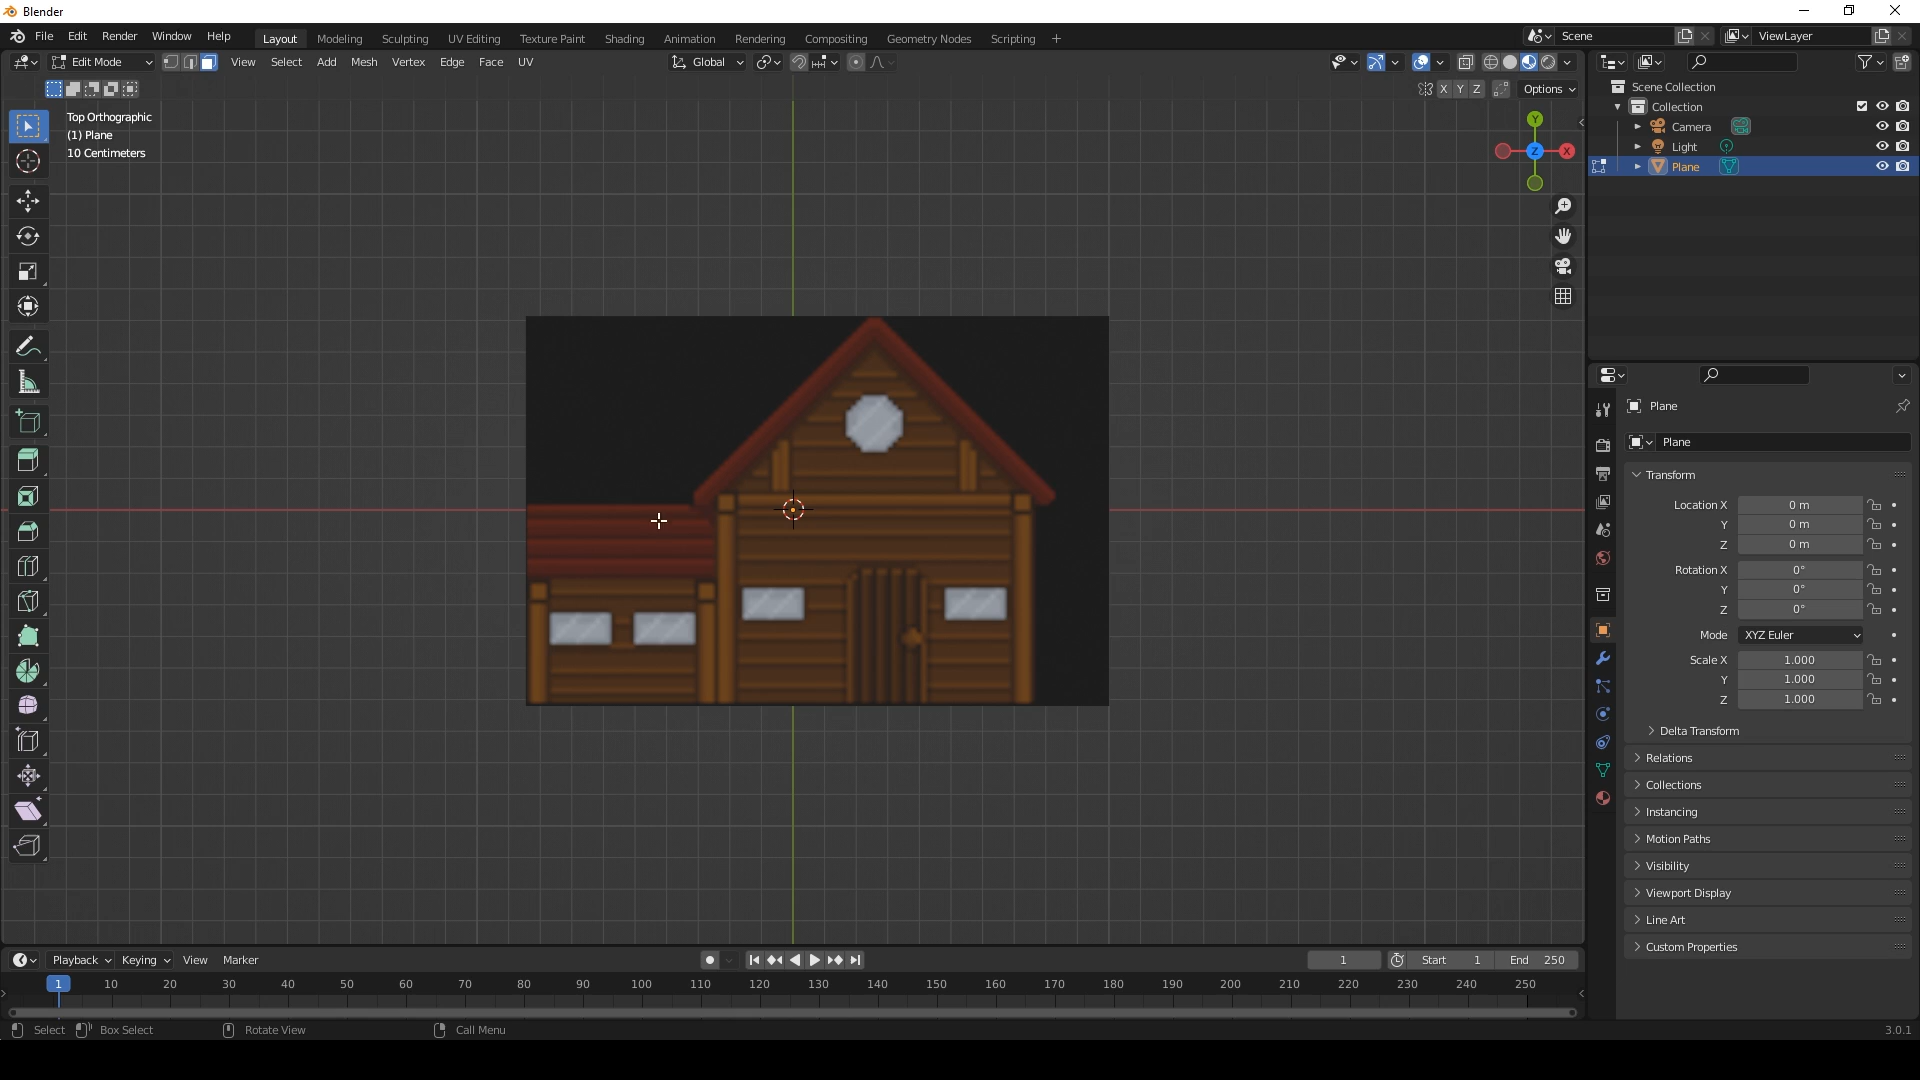 Blender
File Edit Render Window Help Layout Modeling Sculpting UV Editing Texture Paint Shading Animation Rendering Compositing Geometry Nodes Scripting + Scene ViewLayer
Edit Mode View Select Add Mesh Vertex Edge Face UV Global
X Y Z Options
Top Orthographic
(1) Plane
10 Centimeters
Y
Z X
Scene Collection
Collection
Camera
Light
Plane
Plane
Plane
Transform
Location X 0 m
Y 0 m
Z 0 m
Rotation X 0°
Y 0°
Z 0°
Mode XYZ Euler
Scale X 1.000
Y 1.000
Z 1.000
Delta Transform
Relations
Collections
Instancing
Motion Paths
Visibility
Viewport Display
Line Art
Custom Properties
Playback Keying View Marker 1 Start 1 End 250
1 10 20 30 40 50 60 70 80 90 100 110 120 130 140 150 160 170 180 190 200 210 220 230 240 250
Select Box Select Rotate View Call Menu 3.0.1